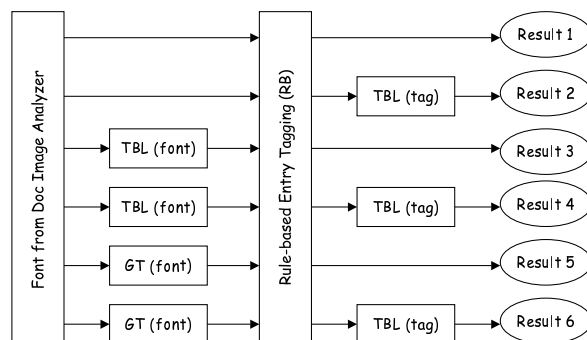 Font from Doc Image Analyzer
Rule-based Entry Tagging (RB)
Result 1
TBL (tag)
Result 2
TBL (font)
Result 3
TBL (font)
TBL (tag)
Result 4
GT (font)
Result 5
GT (font)
TBL (tag)
Result 6